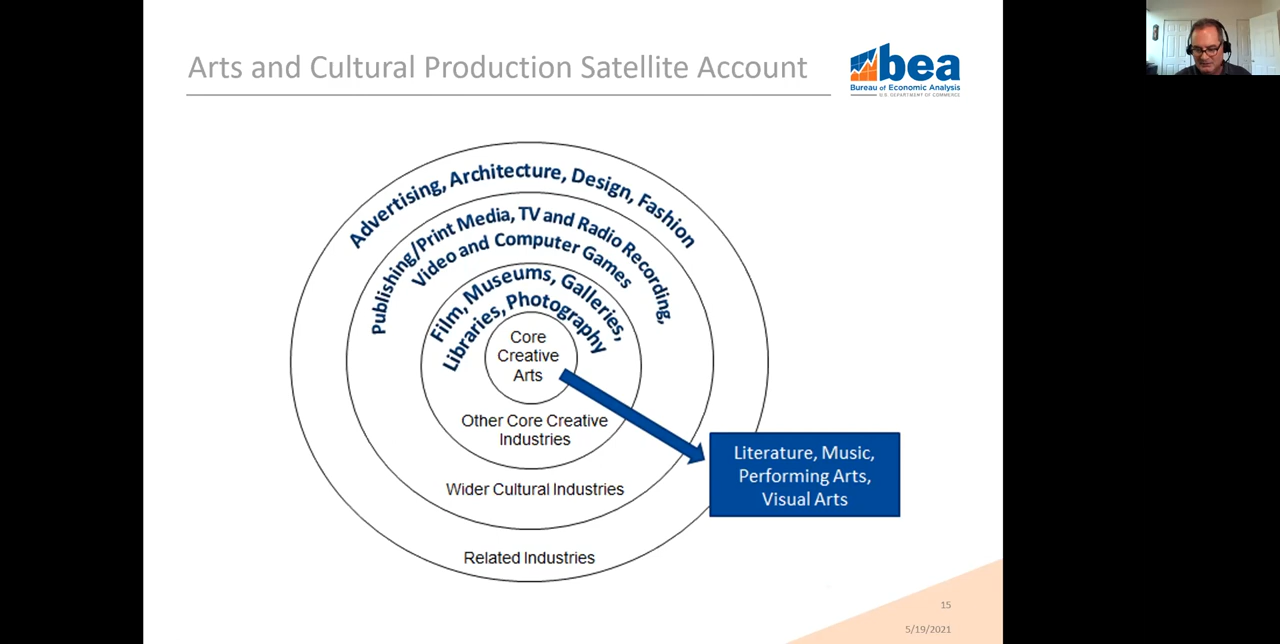 Arts and Cultural Production Satellite Account
bea
Bureau of Economic Analysis
U.S. DEPARTMENT OF COMMERCE
Advertising, Architecture, Design, Fashion
Publishing/Print Media, TV and Radio Recording,
Video and Computer Games
Film, Museums, Galleries,
Libraries, Photography
Core
Creative
Arts
Other Core Creative
Industries
Wider Cultural Industries
Related Industries
Literature, Music,
Performing Arts,
Visual Arts
15
5/19/2021